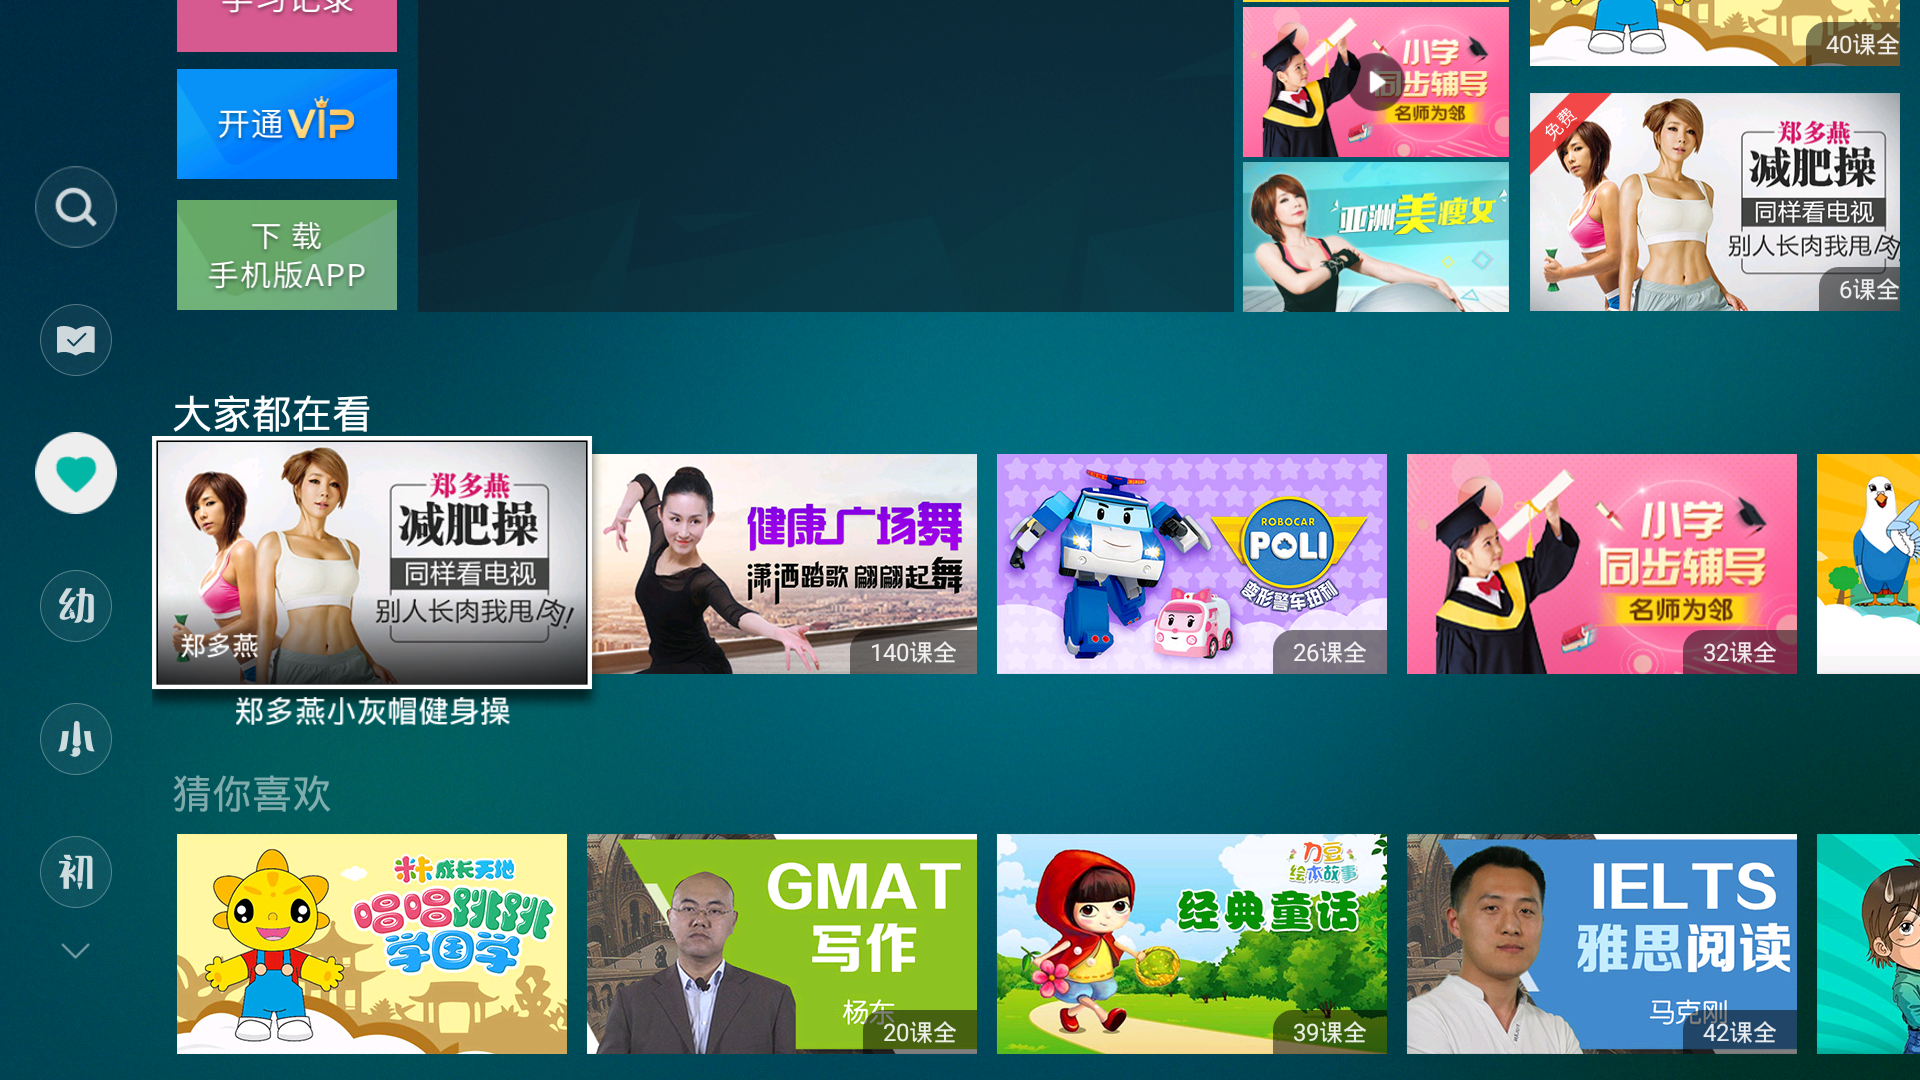 学习记录
开通VIP
下 载
手机版APP
小学
同步辅导
名师为邻
亚洲美瘦女
40课全
免费
郑多燕
减肥操
同样看电视
别人长肉我甩肉
6课全
大家都在看
郑多燕
减肥操
同样看电视
别人长肉我甩肉!
郑多燕
郑多燕小灰帽健身操
健康广场舞
潇洒踏歌 翩翩起舞
140课全
ROBOCAR
POLI
变形警车珀利
26课全
小学
同步辅导
名师为邻
32课全
幼
小
初
猜你喜欢
米卡成长天地
唱唱跳跳
学国学
GMAT
写作
杨东
20课全
力豆
绘本故事
经典童话
39课全
IELTS
雅思阅读
马克刚
42课全